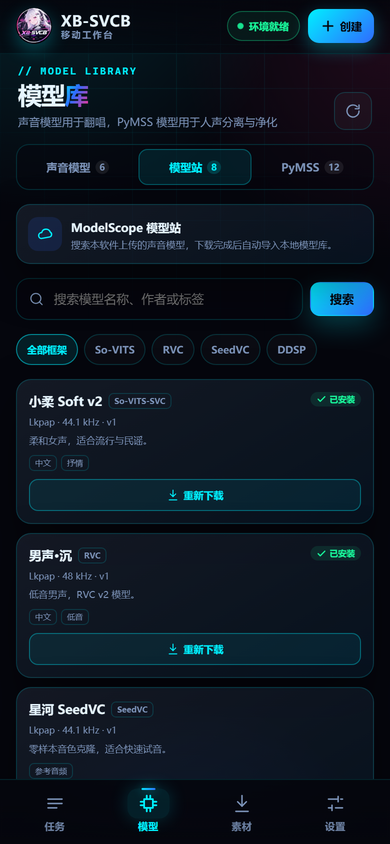 XB-SVCB
XB-SVCB
移动工作台
环境就绪
+ 创建
// MODEL LIBRARY
模型库
声音模型用于翻唱，PyMSS 模型用于人声分离与净化
声音模型 6
模型站 8
PyMSS 12
ModelScope 模型站
搜索本软件上传的声音模型，下载完成后自动导入本地模型库。
搜索模型名称、作者或标签
搜索
全部框架
So-VITS
RVC
SeedVC
DDSP
小柔 Soft v2
So-VITS-SVC
已安装
Lkpap · 44.1 kHz · v1
柔和女声，适合流行与民谣。
中文
抒情
重新下载
男声·沉
RVC
已安装
Lkpap · 48 kHz · v1
低音男声，RVC v2 模型。
中文
低音
重新下载
星河 SeedVC
SeedVC
Lkpap · 44.1 kHz · v1
零样本音色克隆，适合快速试音。
参考音频
任务
模型
素材
设置